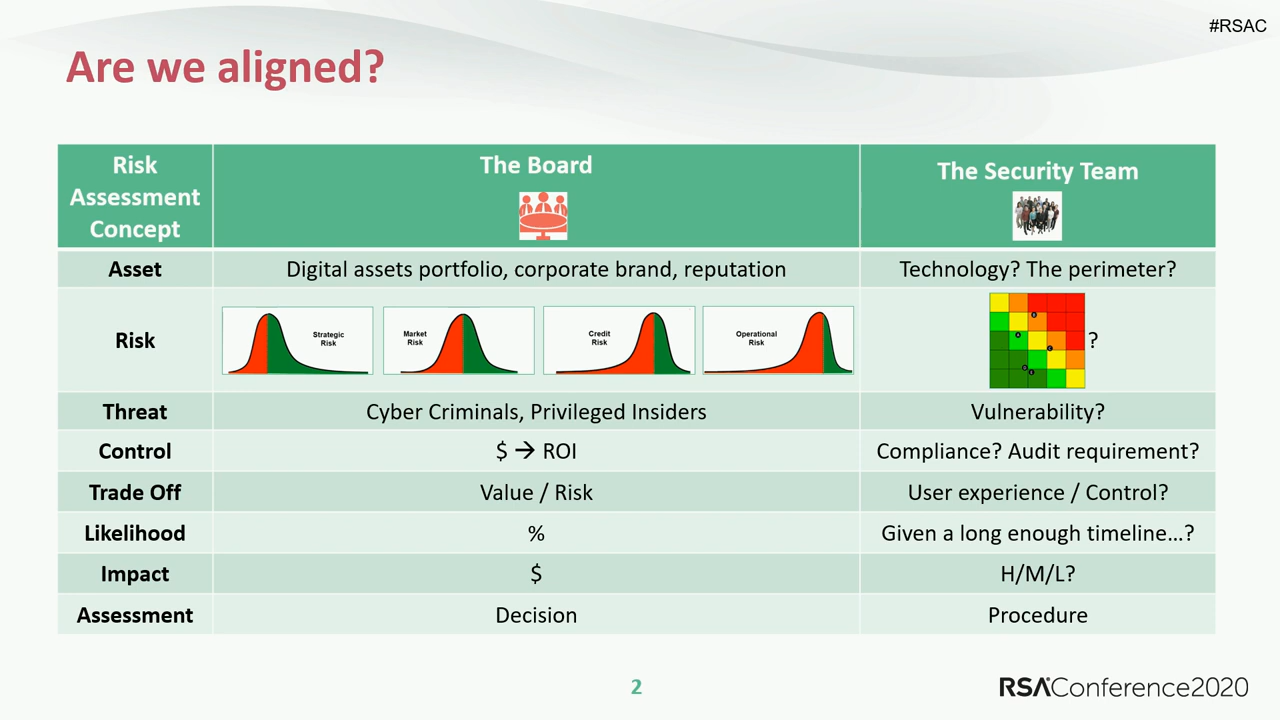 #RSAC
Are we aligned?
Risk
Assessment
Concept
The Board
The Security Team
Asset
Digital assets portfolio, corporate brand, reputation
Technology? The perimeter?
Risk
Strategic
Risk
Market
Risk
Credit
Risk
Operational
Risk
?
Threat
Cyber Criminals, Privileged Insiders
Vulnerability?
Control
$ → ROI
Compliance? Audit requirement?
Trade Off
Value / Risk
User experience / Control?
Likelihood
%
Given a long enough timeline...?
Impact
$
H/M/L?
Assessment
Decision
Procedure
2
RSAConference2020